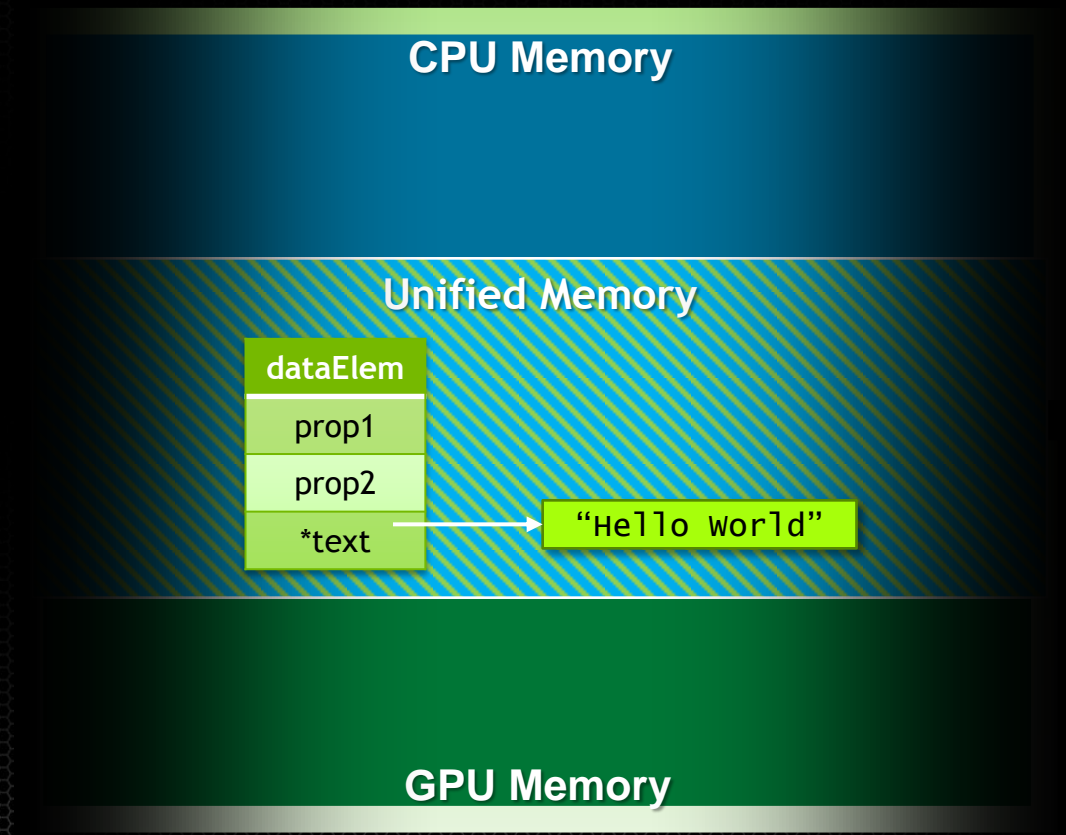 CPU Memory
Unified Memory
dataElem
prop1
prop2
*text
“Hello World”
GPU Memory